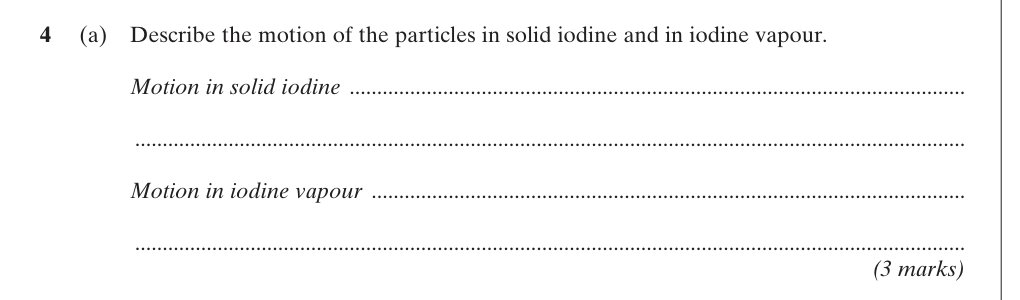 4 (a) Describe the motion of the particles in solid iodine and in iodine vapour.
Motion in solid iodine ..........................................................................................................
..........................................................................................................................................
Motion in iodine vapour ......................................................................................................
..........................................................................................................................................
(3 marks)